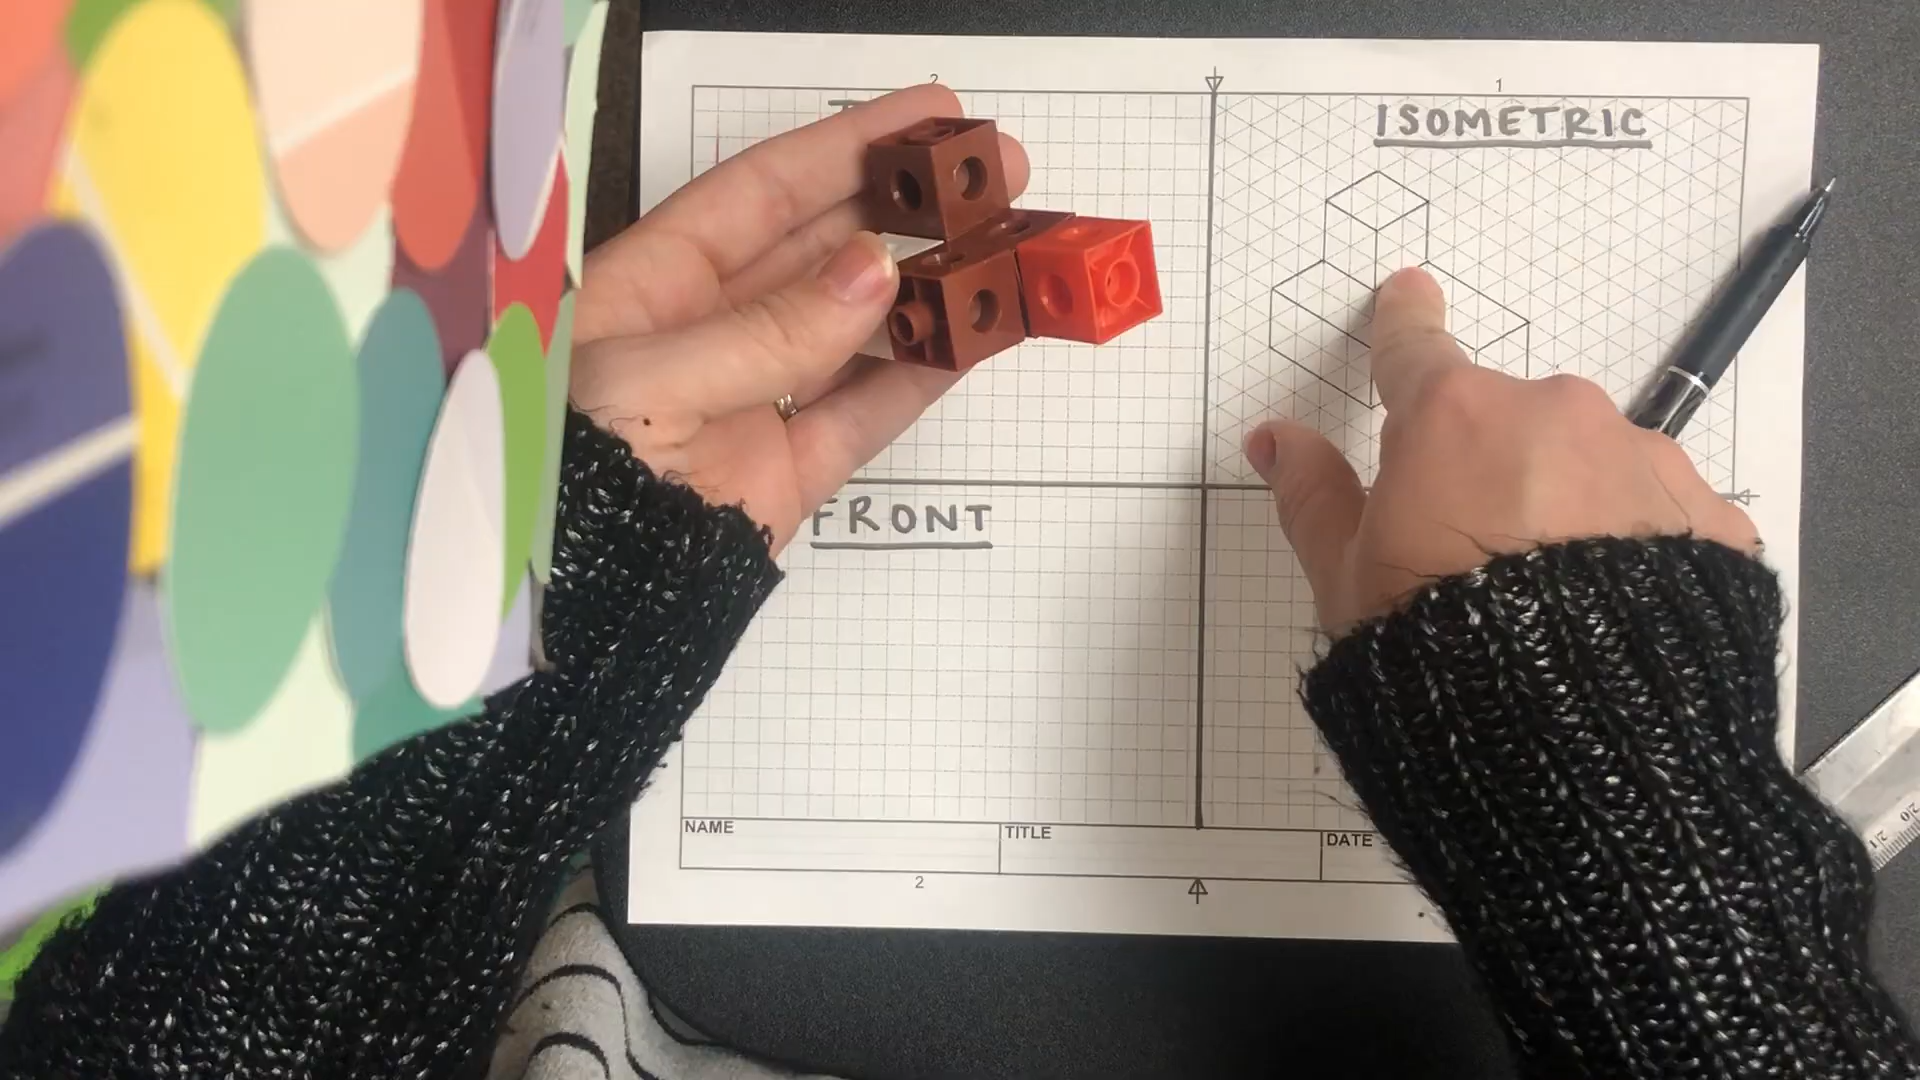 2
1
ISOMETRIC
FRONT
NAME
TITLE
DATE
2